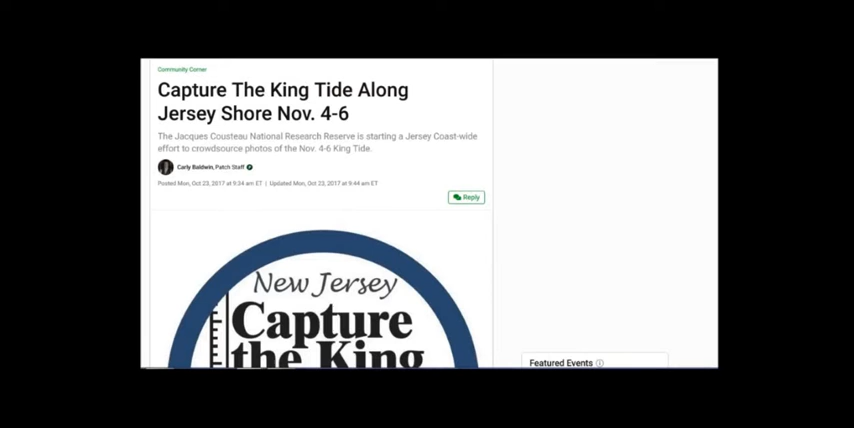 Community Corner
Capture The King Tide Along
Jersey Shore Nov. 4-6
The Jacques Cousteau National Research Reserve is starting a Jersey Coast-wide
effort to crowdsource photos of the Nov. 4-6 King Tide.
Carly Baldwin, Patch Staff
Posted Mon, Oct 23, 2017 at 9:34 am ET | Updated Mon, Oct 23, 2017 at 9:44 am ET
Reply
New Jersey
Capture
the King
Featured Events